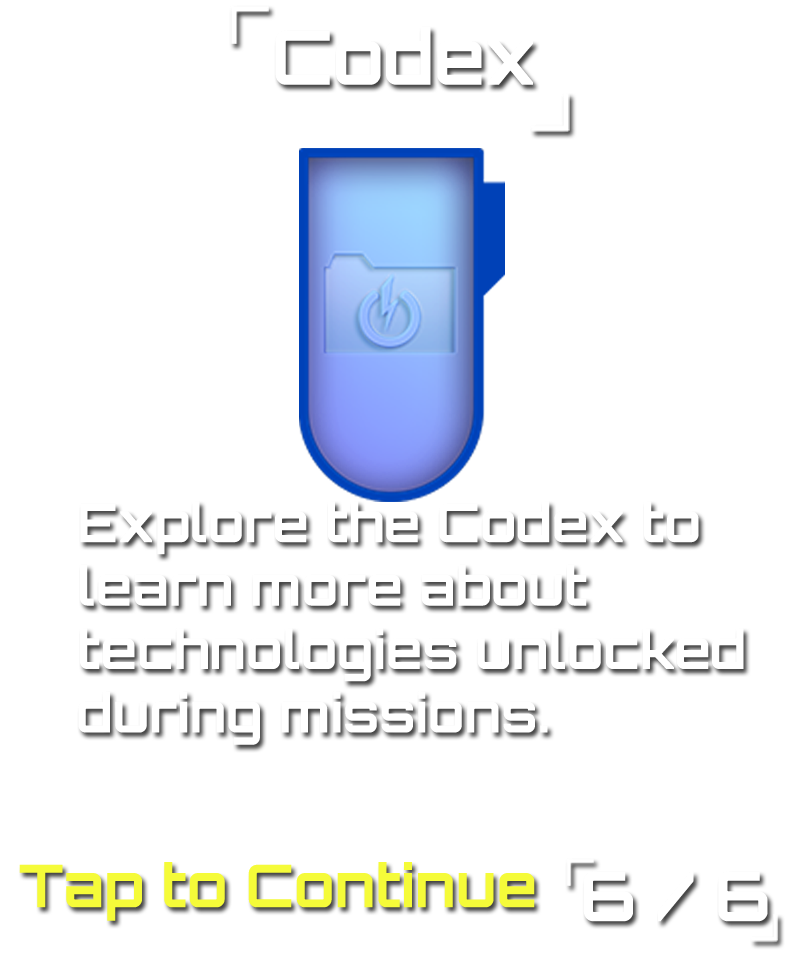 Codex
Explore the Codex to
learn more about
technologies unlocked
during missions.
Tap to Continue
6 / 6